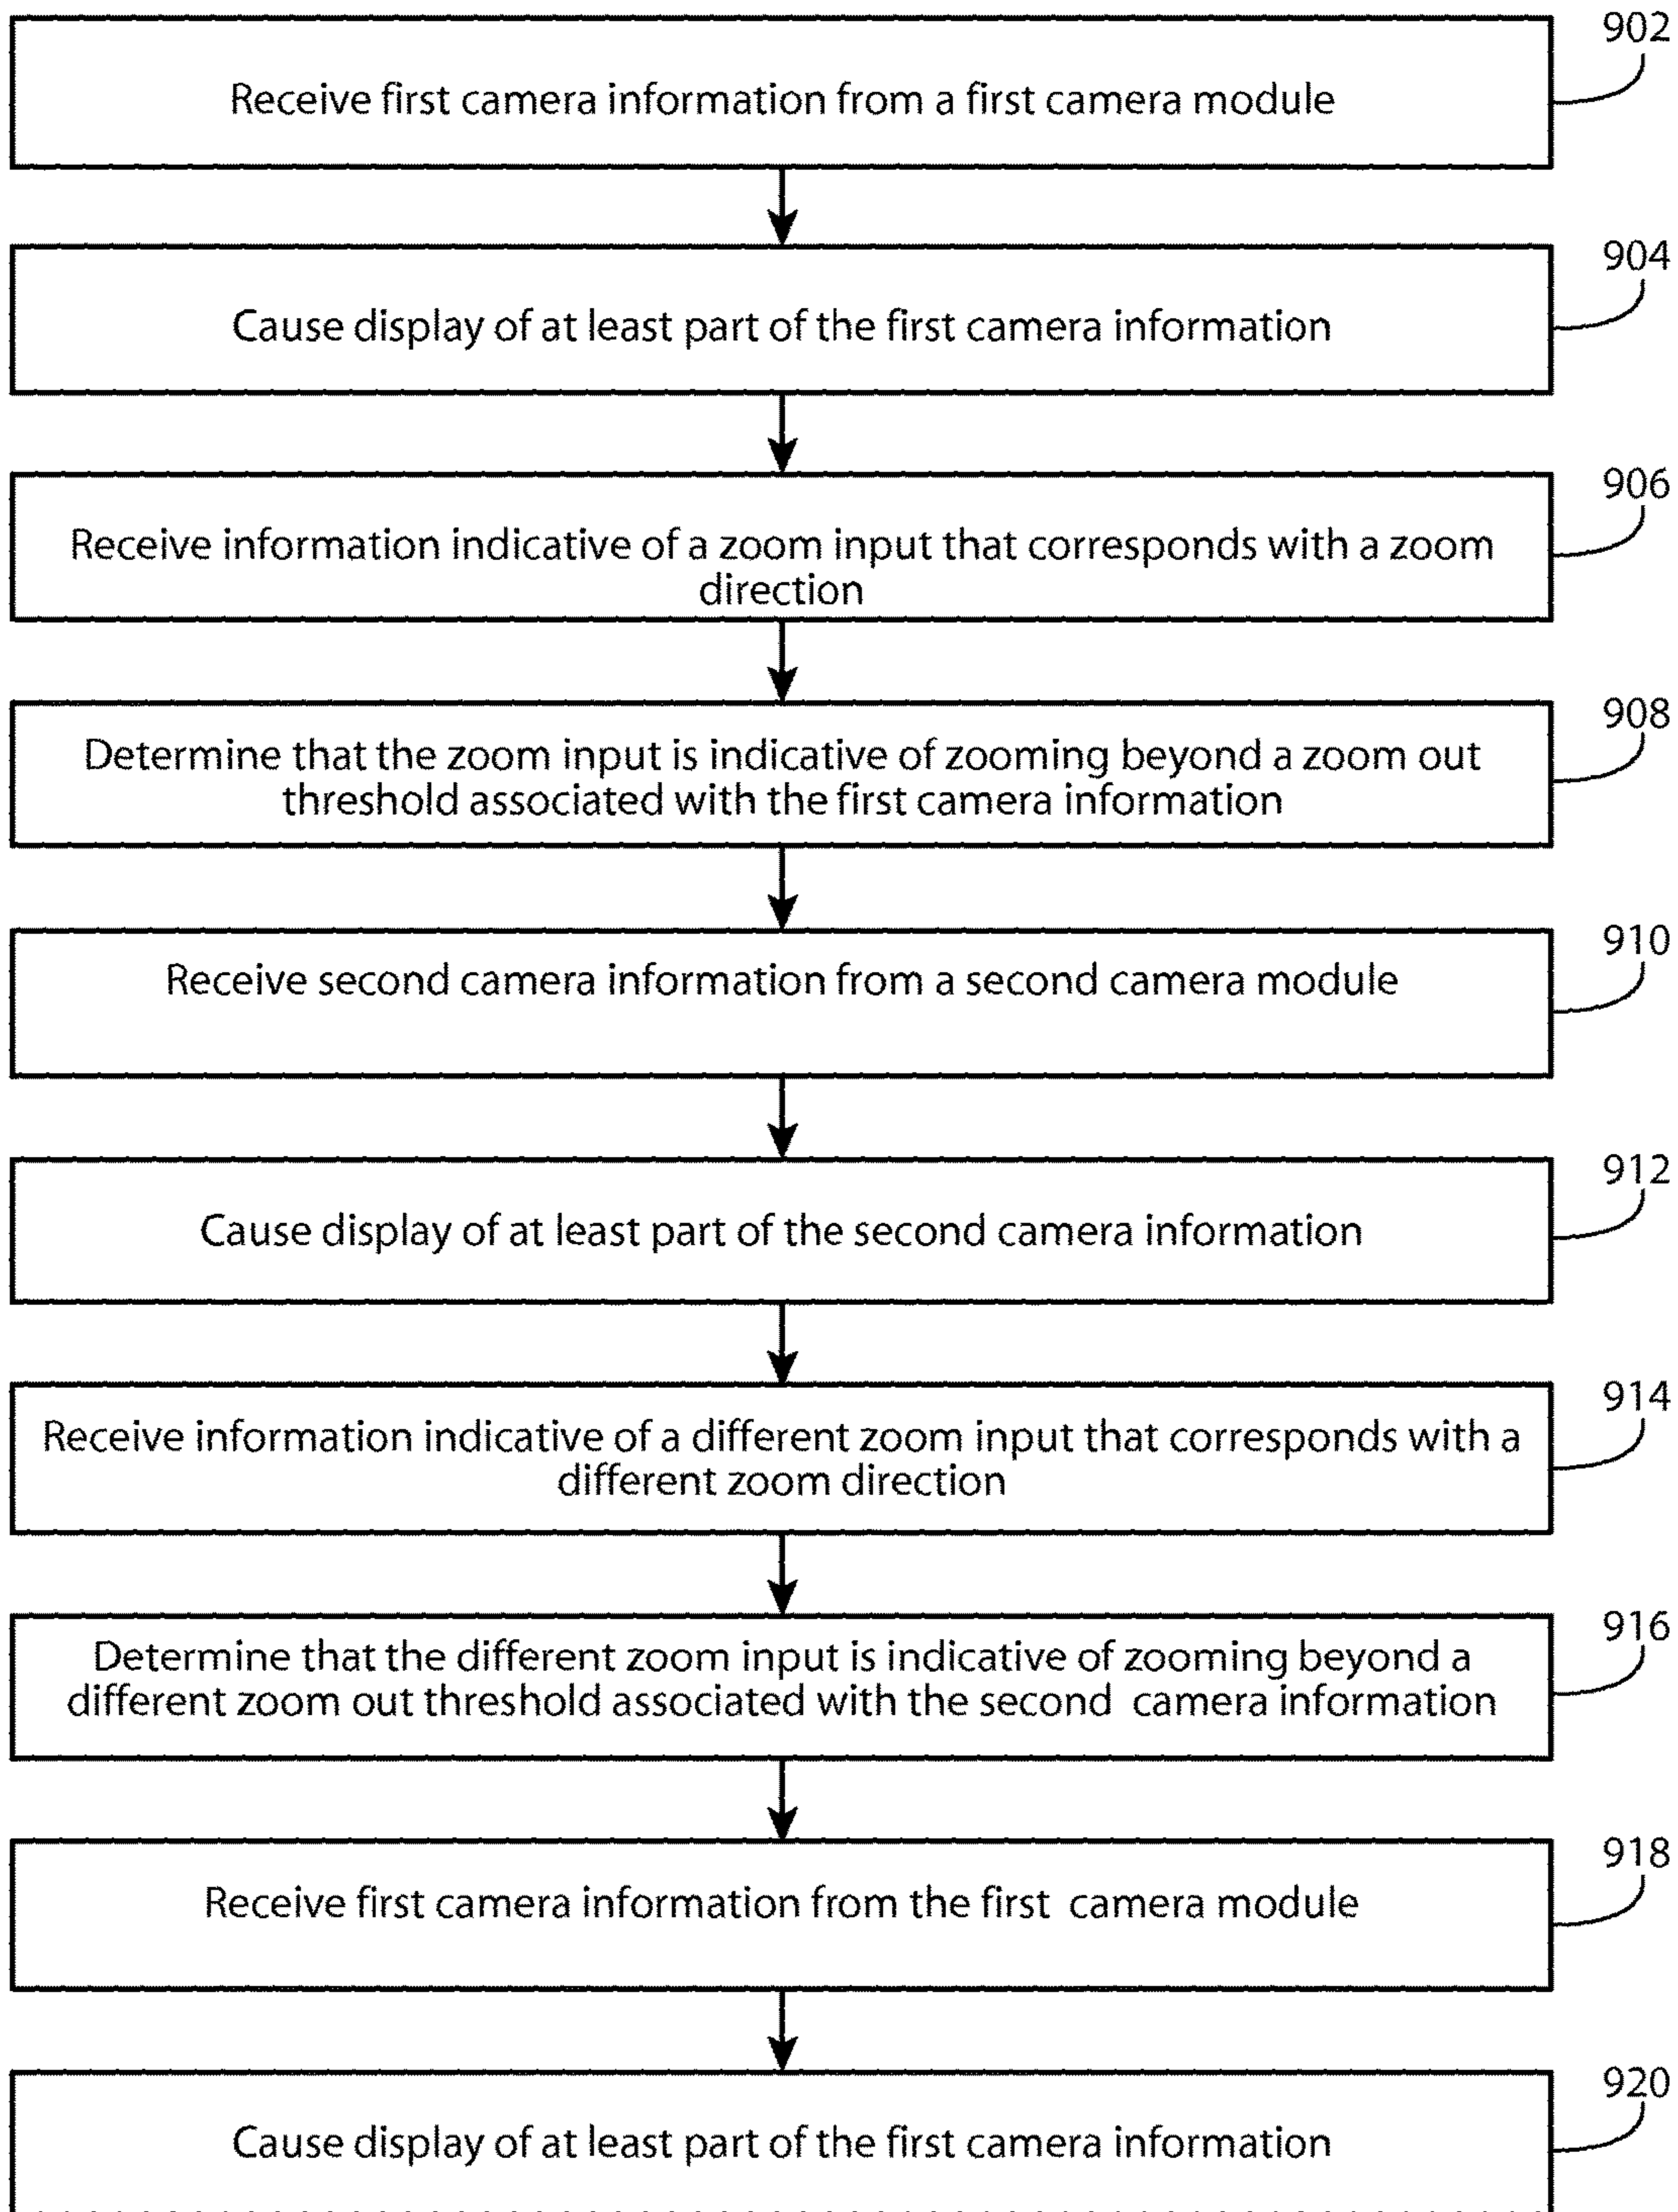 902
Receive first camera information from a first camera module
904
Cause display of at least part of the first camera information
906
Receive information indicative of a zoom input that corresponds with a zoom
direction
908
Determine that the zoom input is indicative of zooming beyond a zoom out
threshold associated with the first camera information
910
Receive second camera information from a second camera module
912
Cause display of at least part of the second camera information
914
Receive information indicative of a different zoom input that corresponds with a
different zoom direction
916
Determine that the different zoom input is indicative of zooming beyond a
different zoom out threshold associated with the second camera information
918
Receive first camera information from the first camera module
920
Cause display of at least part of the first camera information